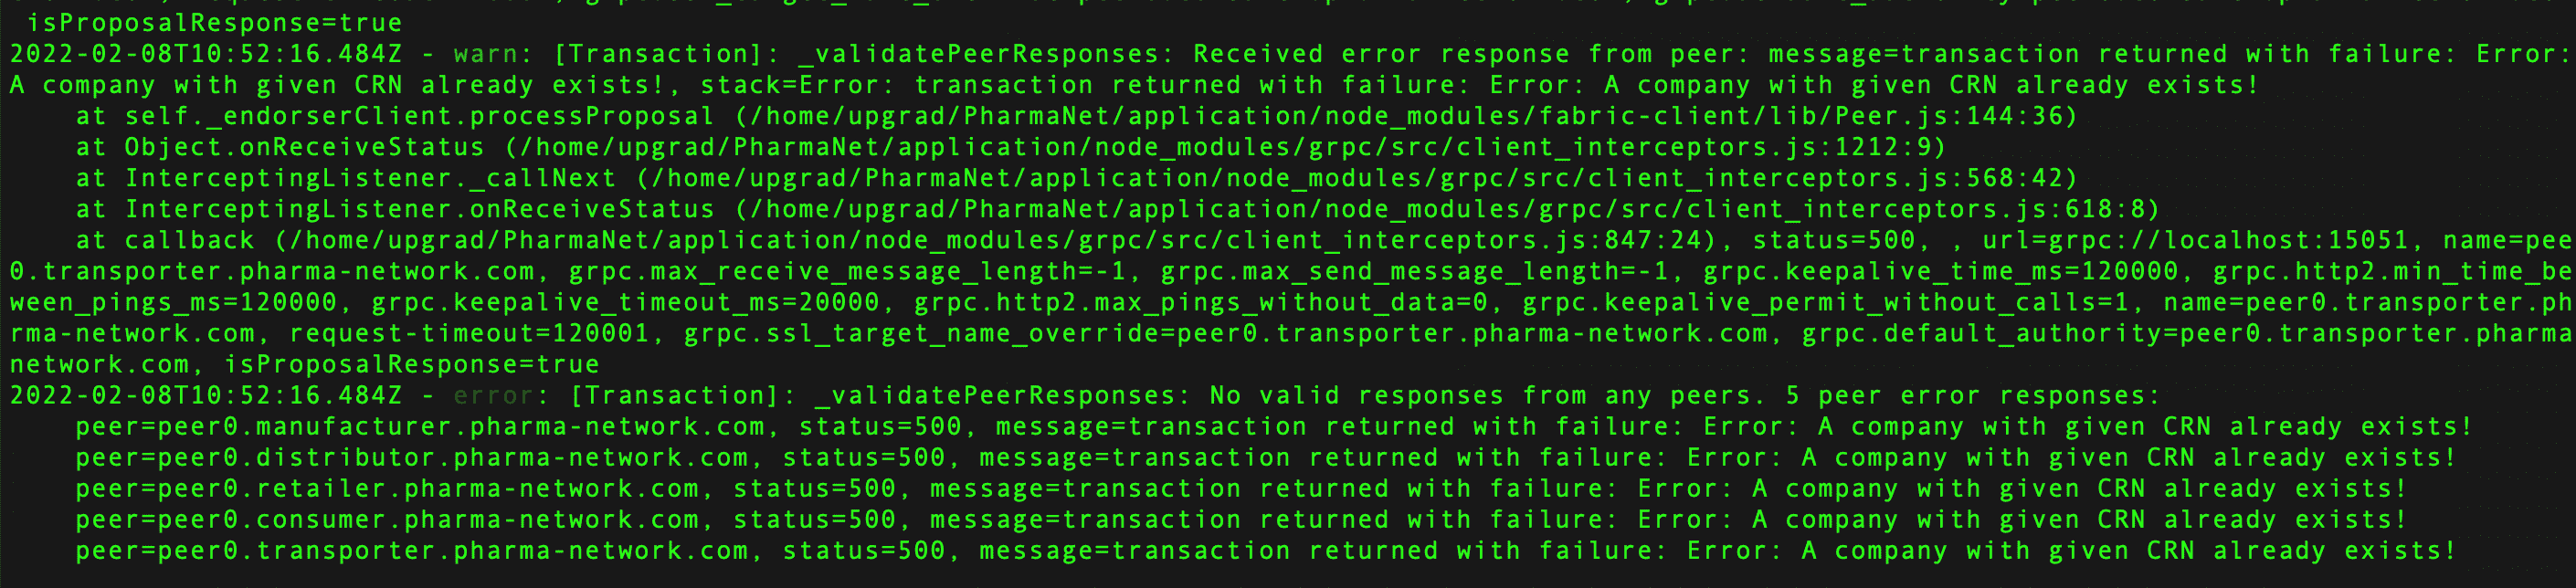 isProposalResponse=true
2022-02-08T10:52:16.484Z - warn: [Transaction]: _validatePeerResponses: Received error response from peer: message=transaction returned with failure: Error:
A company with given CRN already exists!, stack=Error: transaction returned with failure: Error: A company with given CRN already exists!
    at self._endorserClient.processProposal (/home/upgrad/PharmaNet/application/node_modules/fabric-client/lib/Peer.js:144:36)
    at Object.onReceiveStatus (/home/upgrad/PharmaNet/application/node_modules/grpc/src/client_interceptors.js:1212:9)
    at InterceptingListener._callNext (/home/upgrad/PharmaNet/application/node_modules/grpc/src/client_interceptors.js:568:42)
    at InterceptingListener.onReceiveStatus (/home/upgrad/PharmaNet/application/node_modules/grpc/src/client_interceptors.js:618:8)
    at callback (/home/upgrad/PharmaNet/application/node_modules/grpc/src/client_interceptors.js:847:24), status=500, , url=grpc://localhost:15051, name=pee
0.transporter.pharma-network.com, grpc.max_receive_message_length=-1, grpc.max_send_message_length=-1, grpc.keepalive_time_ms=120000, grpc.http2.min_time_be
ween_pings_ms=120000, grpc.keepalive_timeout_ms=20000, grpc.http2.max_pings_without_data=0, grpc.keepalive_permit_without_calls=1, name=peer0.transporter.ph
rma-network.com, request-timeout=120001, grpc.ssl_target_name_override=peer0.transporter.pharma-network.com, grpc.default_authority=peer0.transporter.pharma
network.com, isProposalResponse=true
2022-02-08T10:52:16.484Z - error: [Transaction]: _validatePeerResponses: No valid responses from any peers. 5 peer error responses:
    peer=peer0.manufacturer.pharma-network.com, status=500, message=transaction returned with failure: Error: A company with given CRN already exists!
    peer=peer0.distributor.pharma-network.com, status=500, message=transaction returned with failure: Error: A company with given CRN already exists!
    peer=peer0.retailer.pharma-network.com, status=500, message=transaction returned with failure: Error: A company with given CRN already exists!
    peer=peer0.consumer.pharma-network.com, status=500, message=transaction returned with failure: Error: A company with given CRN already exists!
    peer=peer0.transporter.pharma-network.com, status=500, message=transaction returned with failure: Error: A company with given CRN already exists!